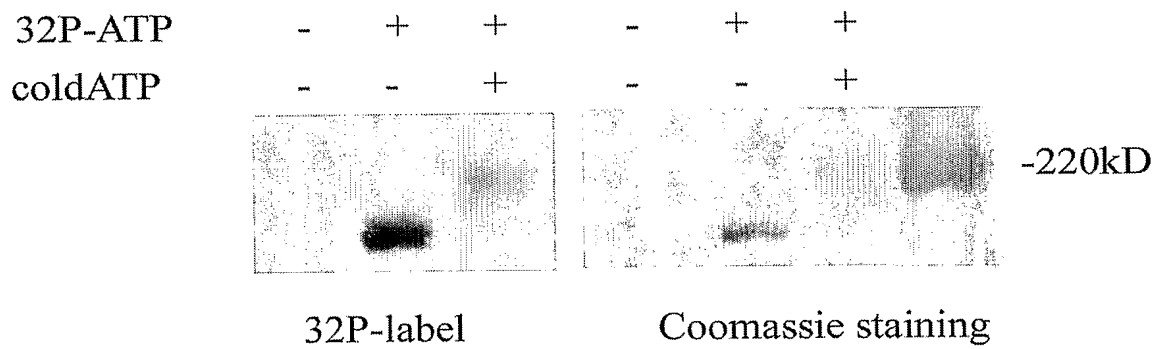 32P-ATP - + + - + +
coldATP - - + - - +
-220kD
32P-label Coomassie staining